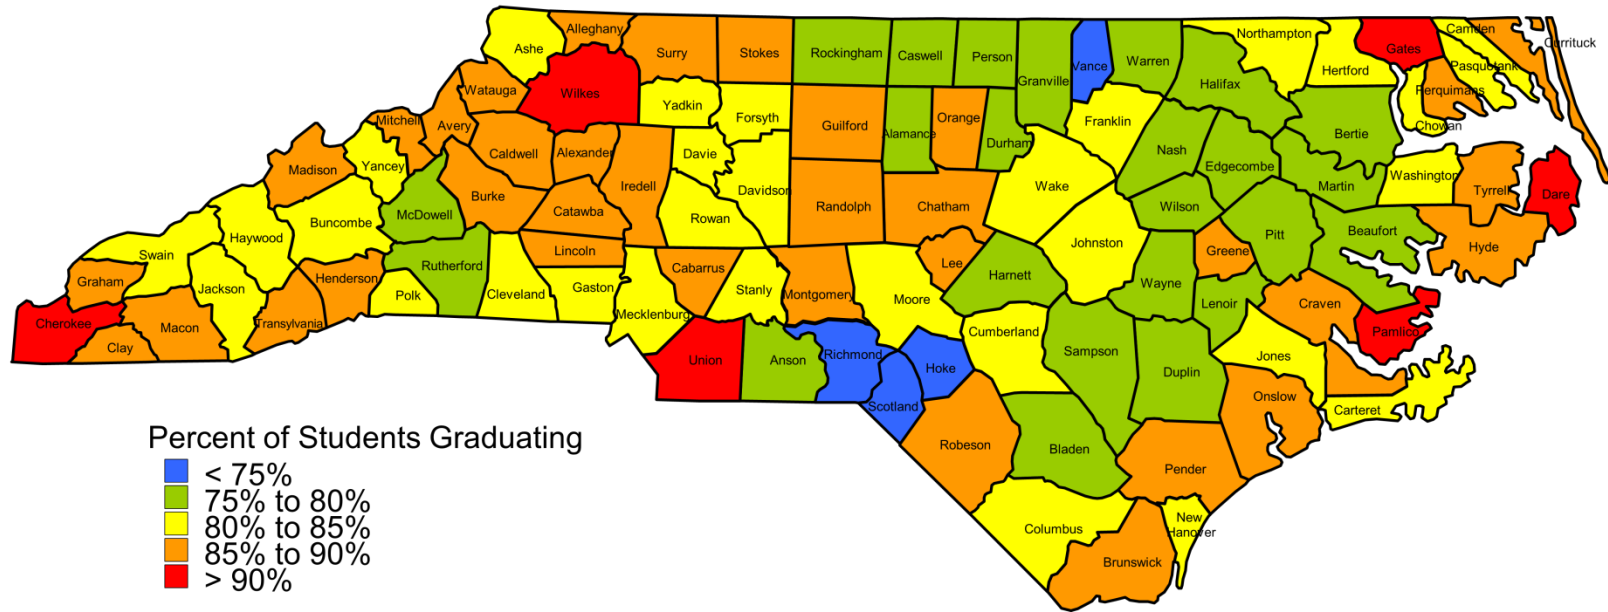 Alleghany
Ashe
Surry
Stokes
Rockingham
Caswell
Person
Granville
Vance
Warren
Northampton
Gates
Camden
Currituck
Pasquotank
Hertford
Halifax
Perquimans
Chowan
Watauga
Wilkes
Yadkin
Forsyth
Guilford
Alamance
Orange
Durham
Franklin
Nash
Edgecombe
Bertie
Mitchell
Avery
Caldwell
Alexander
Davie
Davidson
Iredell
Madison
Yancey
Burke
Catawba
Rowan
Randolph
Chatham
Wake
Wilson
Martin
Washington
Tyrrell
Dare
McDowell
Buncombe
Haywood
Swain
Graham
Jackson
Henderson
Rutherford
Polk
Cleveland
Lincoln
Gaston
Cabarrus
Stanly
Montgomery
Moore
Lee
Harnett
Johnston
Wayne
Greene
Pitt
Beaufort
Hyde
Cherokee
Clay
Macon
Transylvania
Mecklenburg
Union
Anson
Richmond
Hoke
Scotland
Cumberland
Sampson
Duplin
Lenoir
Craven
Pamlico
Jones
Onslow
Carteret
Robeson
Bladen
Pender
Columbus
Brunswick
New
Hanover
Percent of Students Graduating
< 75%
75% to 80%
80% to 85%
85% to 90%
> 90%